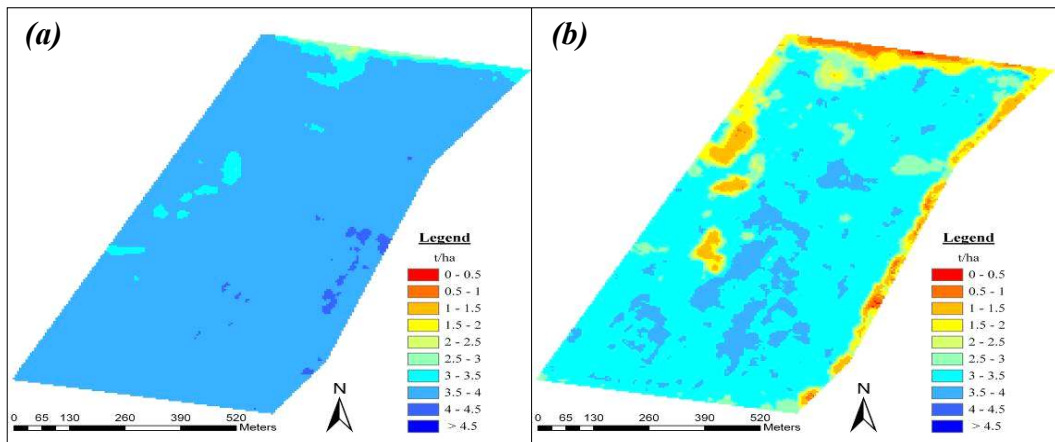 (a)
Legend
t/ha
0 - 0.5
0.5 - 1
1 - 1.5
1.5 - 2
2 - 2.5
2.5 - 3
3 - 3.5
3.5 - 4
4 - 4.5
> 4.5
N
0 65 130 260 390 520
Meters
(b)
Legend
t/ha
0 - 0.5
0.5 - 1
1 - 1.5
1.5 - 2
2 - 2.5
2.5 - 3
3 - 3.5
3.5 - 4
4 - 4.5
> 4.5
N
0 65 130 260 390 520
Meters